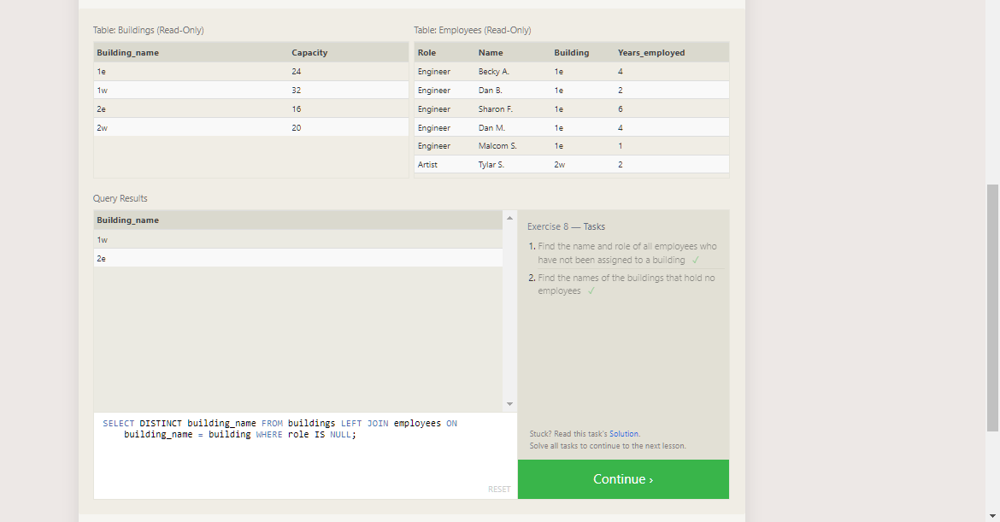 Table: Buildings (Read-Only)
Building_name Capacity
1e 24
1w 32
2e 16
2w 20
Table: Employees (Read-Only)
Role Name Building Years_employed
Engineer Becky A. 1e 4
Engineer Dan B. 1e 2
Engineer Sharon F. 1e 6
Engineer Dan M. 1e 4
Engineer Malcom S. 1e 1
Artist Tylar S. 2w 2
Query Results
Building_name
1w
2e
Exercise 8 — Tasks
1. Find the name and role of all employees who
have not been assigned to a building ✓
2. Find the names of the buildings that hold no
employees ✓
SELECT DISTINCT building_name FROM buildings LEFT JOIN employees ON
building_name = building WHERE role IS NULL;
RESET
Stuck? Read this task's Solution.
Solve all tasks to continue to the next lesson.
Continue ›